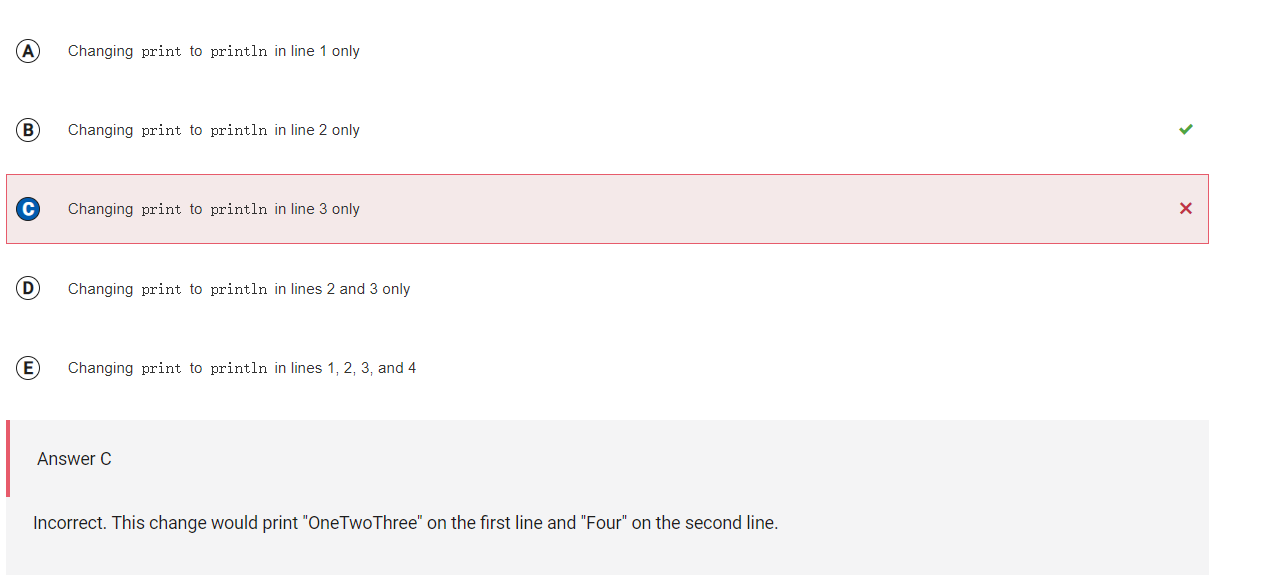 A Changing print to println in line 1 only
B Changing print to println in line 2 only
C Changing print to println in line 3 only
D Changing print to println in lines 2 and 3 only
E Changing print to println in lines 1, 2, 3, and 4
Answer C
Incorrect. This change would print "OneTwoThree" on the first line and "Four" on the second line.